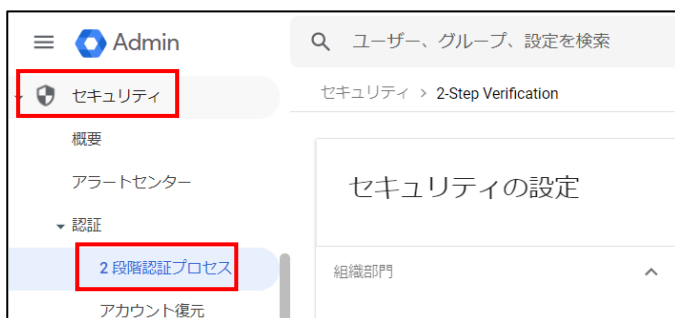 Admin
ユーザー、グループ、設定を検索
セキュリティ
概要
アラートセンター
認証
2 段階認証プロセス
アカウント復元
セキュリティ > 2-Step Verification
セキュリティの設定
組織部門